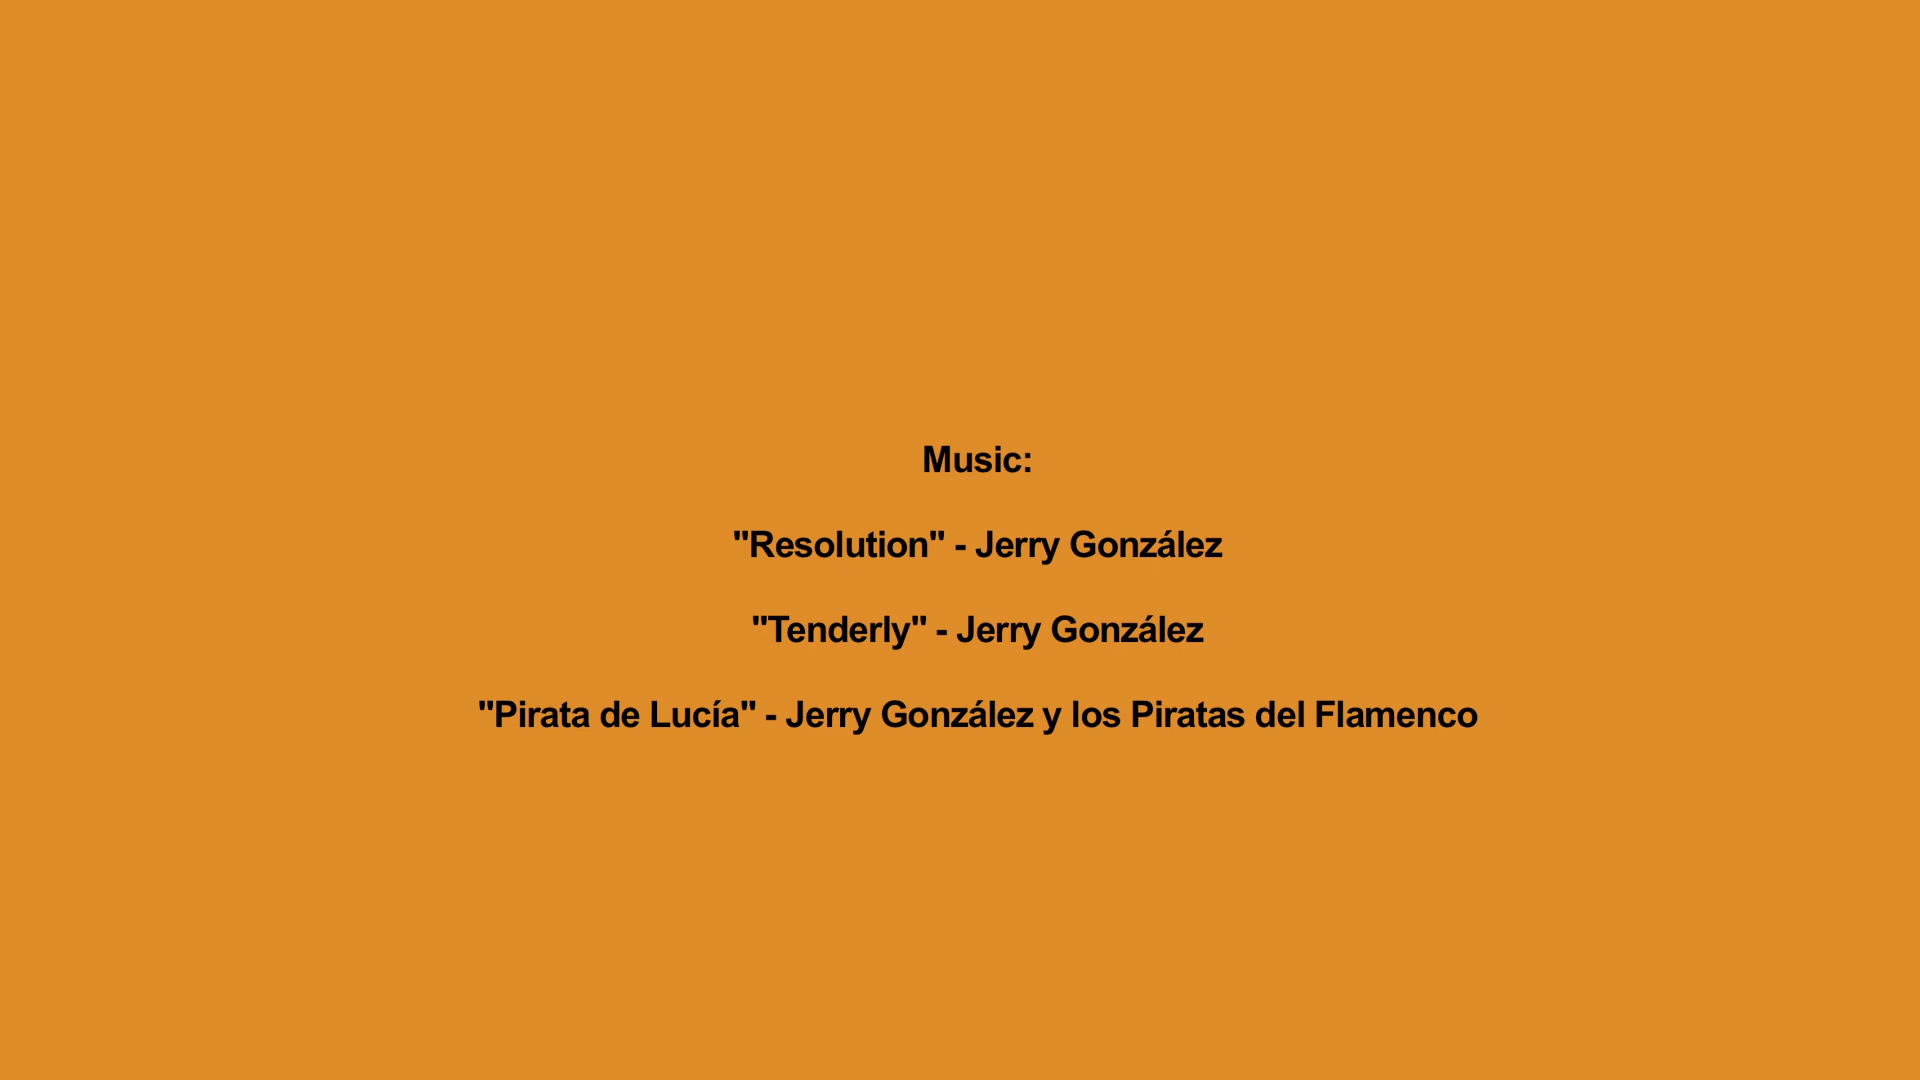 Music:
"Resolution" - Jerry González
"Tenderly" - Jerry González
"Pirata de Lucía" - Jerry González y los Piratas del Flamenco